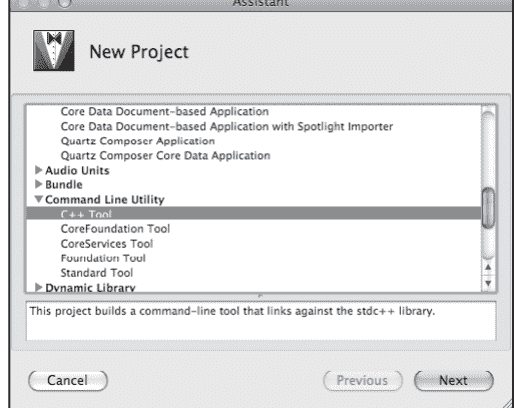 Assistant
New Project
Core Data Document-based Application
Core Data Document-based Application with Spotlight Importer
Quartz Composer Application
Quartz Composer Core Data Application
Audio Units
Bundle
Command Line Utility
C++ Tool
CoreFoundation Tool
CoreServices Tool
Foundation Tool
Standard Tool
Dynamic Library
This project builds a command-line tool that links against the stdc++ library.
Cancel
Previous
Next